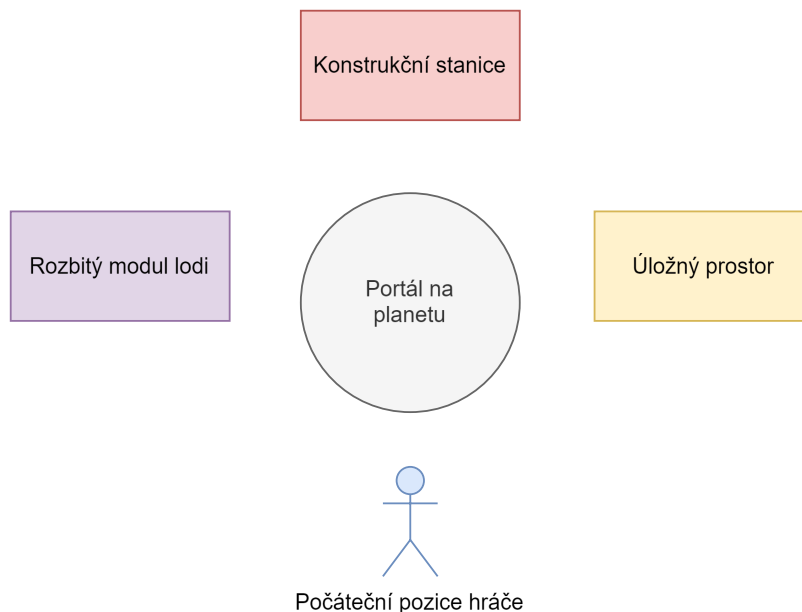 Konstrukční stanice
Rozbitý modul lodi
Portál na
planetu
Úložný prostor
Počáteční pozice hráče